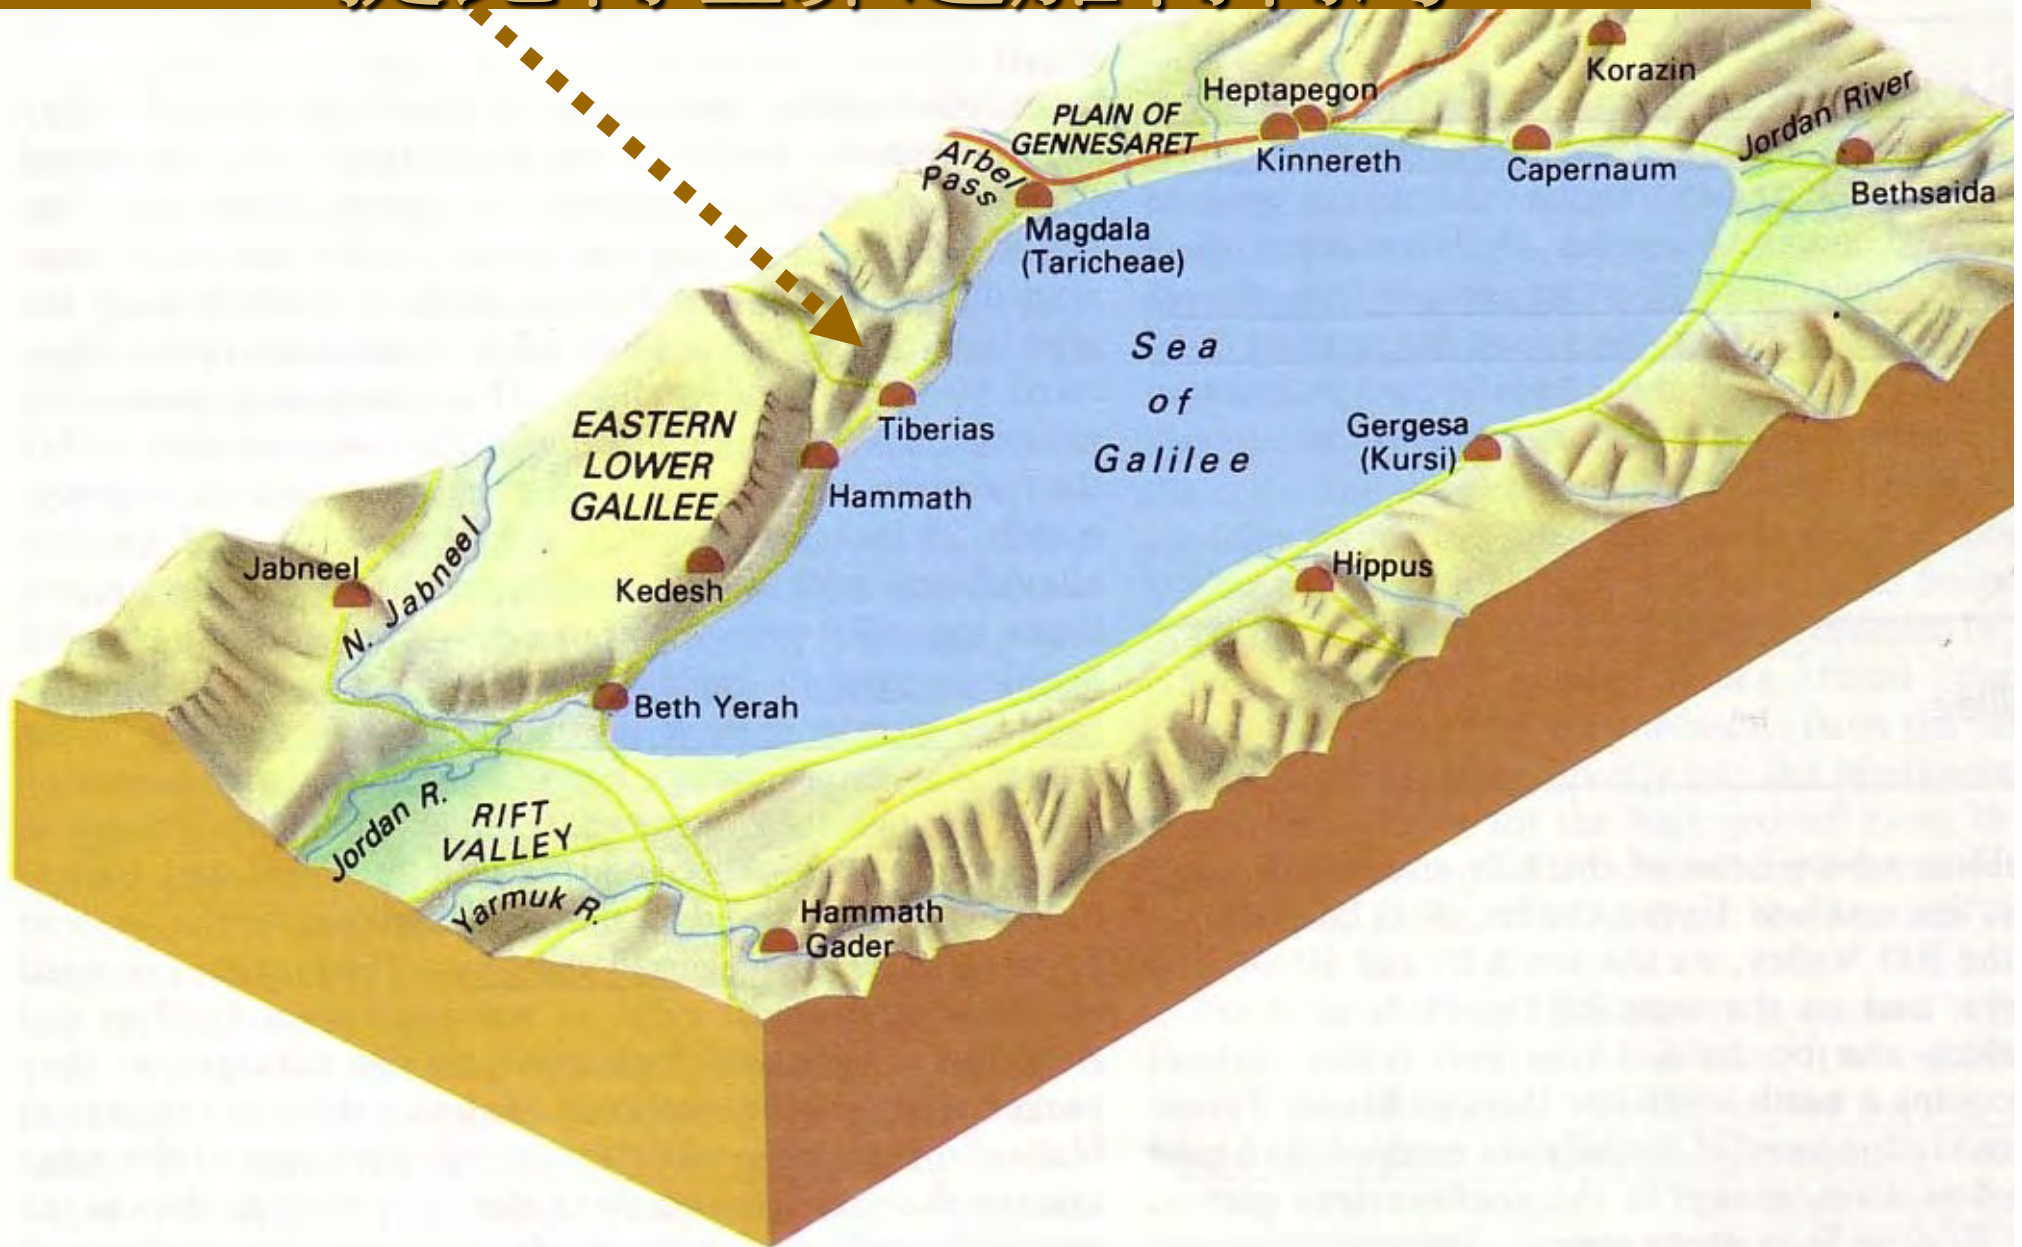 Korazin
Heptapegon
PLAIN OF
GENNESARET
Jordan River
Arbel
Pass
Kinnereth
Capernaum
Bethsaida
Magdala
(Taricheae)
Sea
of
Galilee
EASTERN
LOWER
GALILEE
Tiberias
Gergesa
(Kursi)
Hammath
Jabneel
N. Jabneel
Kedesh
Hippus
Beth Yerah
Jordan R.
RIFT
VALLEY
Yarmuk R.
Hammath
Gader